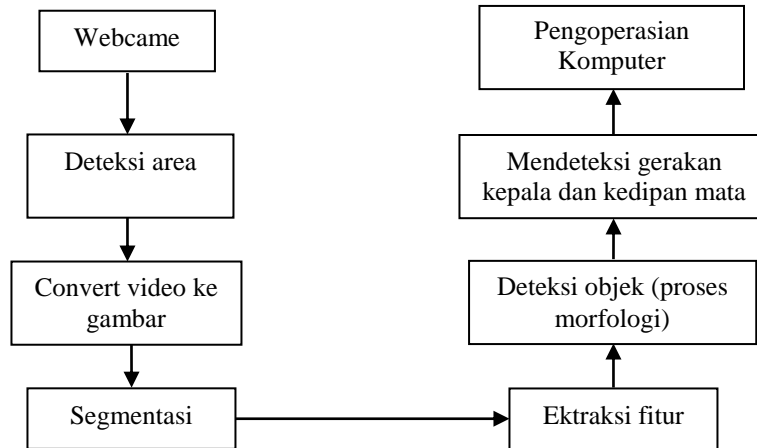 Webcame
Deteksi area
Convert video ke
gambar
Segmentasi
Ektraksi fitur
Deteksi objek (proses
morfologi)
Mendeteksi gerakan
kepala dan kedipan mata
Pengoperasian
Komputer